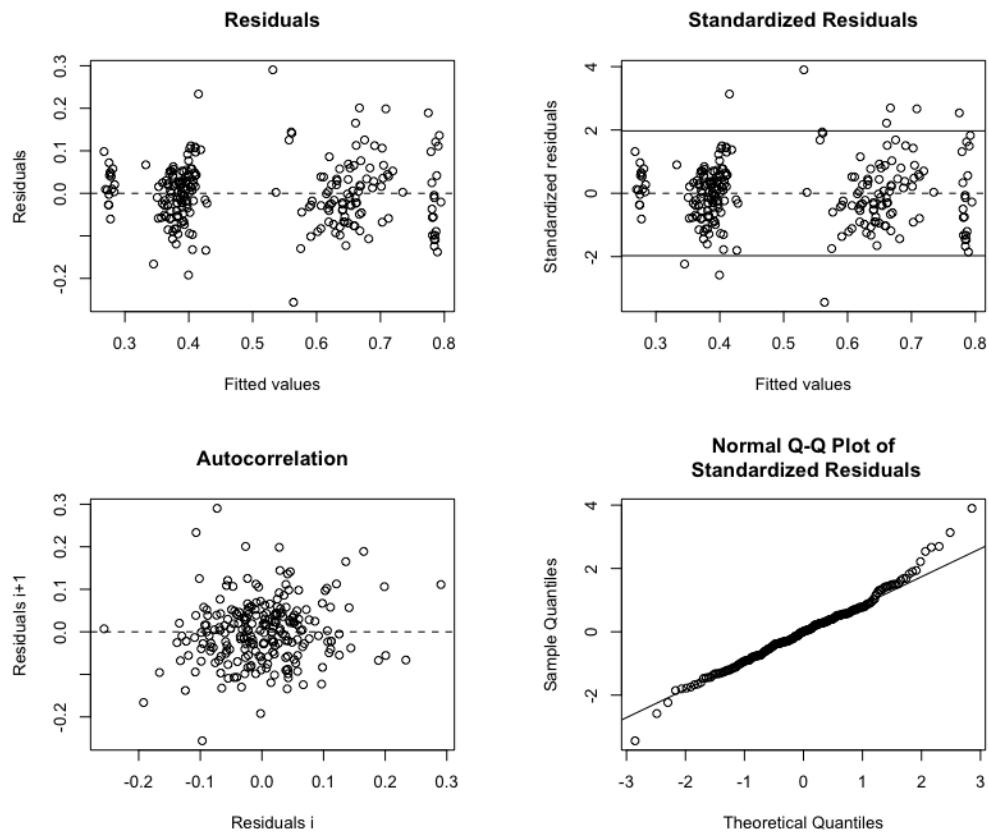 Residuals
Residuals
0.3
0.2
0.1
0.0
-0.2
0.3 0.4 0.5 0.6 0.7 0.8
Fitted values
Standardized Residuals
Standardized residuals
4
2
0
-2
0.3 0.4 0.5 0.6 0.7 0.8
Fitted values
Autocorrelation
Residuals i+1
0.3
0.2
0.1
0.0
-0.2
-0.2 -0.1 0.0 0.1 0.2 0.3
Residuals i
Normal Q-Q Plot of
Standardized Residuals
Sample Quantiles
4
2
0
-2
-3 -2 -1 0 1 2 3
Theoretical Quantiles